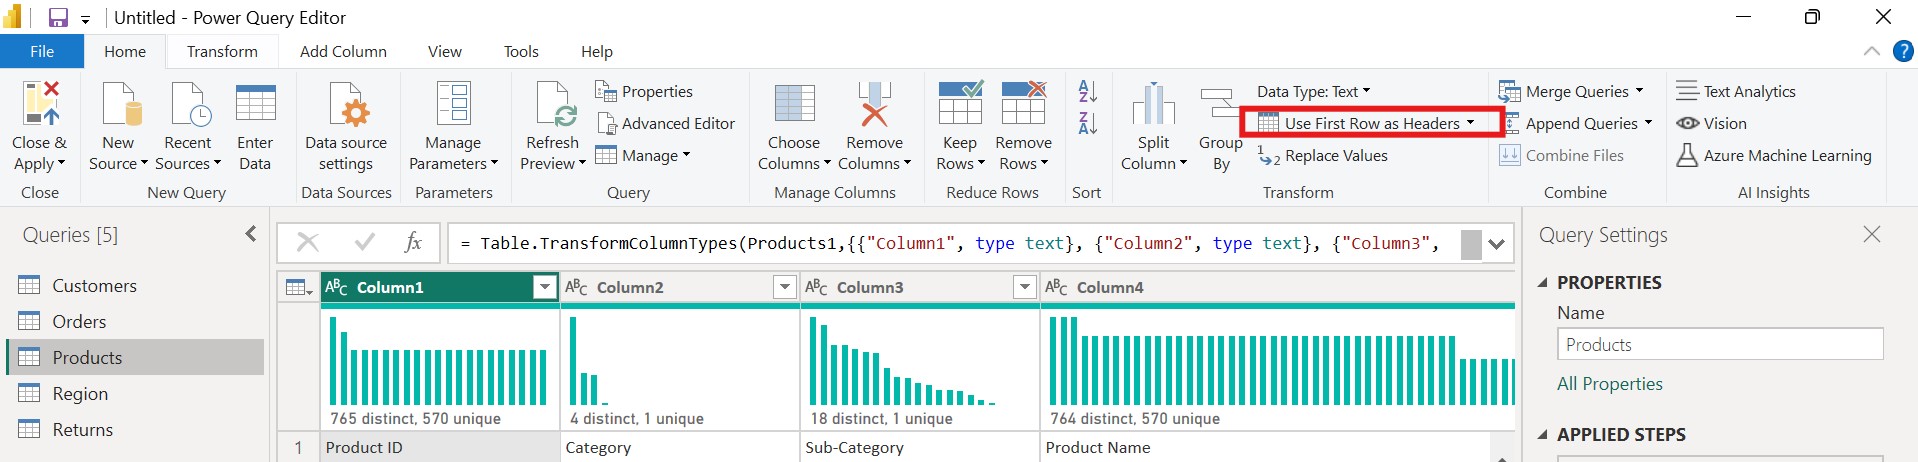 Untitled - Power Query Editor
File Home Transform Add Column View Tools Help
Close & Apply
New Source
Recent Sources
Enter Data
Data source settings
Manage Parameters
Refresh Preview
Properties
Advanced Editor
Manage
Choose Columns
Remove Columns
Keep Rows
Remove Rows
Split Column
Group By
Data Type: Text
Use First Row as Headers
Replace Values
Merge Queries
Append Queries
Combine Files
Text Analytics
Vision
Azure Machine Learning
Close New Query Data Sources Parameters Query Manage Columns Reduce Rows Sort Transform Combine AI Insights
Queries [5]
Customers
Orders
Products
Region
Returns
fx = Table.TransformColumnTypes(Products1,{{"Column1", type text}, {"Column2", type text}, {"Column3",
ABC Column1 ABC Column2 ABC Column3 ABC Column4
765 distinct, 570 unique 4 distinct, 1 unique 18 distinct, 1 unique 764 distinct, 570 unique
1 Product ID Category Sub-Category Product Name
Query Settings
PROPERTIES
Name
Products
All Properties
APPLIED STEPS